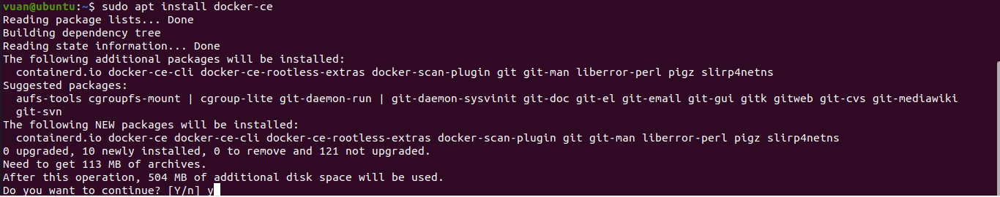 vuan@ubuntu:~$ sudo apt install docker-ce
Reading package lists... Done
Building dependency tree
Reading state information... Done
The following additional packages will be installed:
  containerd.io docker-ce-cli docker-ce-rootless-extras docker-scan-plugin git git-man liberror-perl pigz slirp4netns
Suggested packages:
  aufs-tools cgroupfs-mount | cgroup-lite git-daemon-run | git-daemon-sysvinit git-doc git-el git-email git-gui gitk gitweb git-cvs git-mediawiki
  git-svn
The following NEW packages will be installed:
  containerd.io docker-ce docker-ce-cli docker-ce-rootless-extras docker-scan-plugin git git-man liberror-perl pigz slirp4netns
0 upgraded, 10 newly installed, 0 to remove and 121 not upgraded.
Need to get 113 MB of archives.
After this operation, 504 MB of additional disk space will be used.
Do you want to continue? [Y/n] y